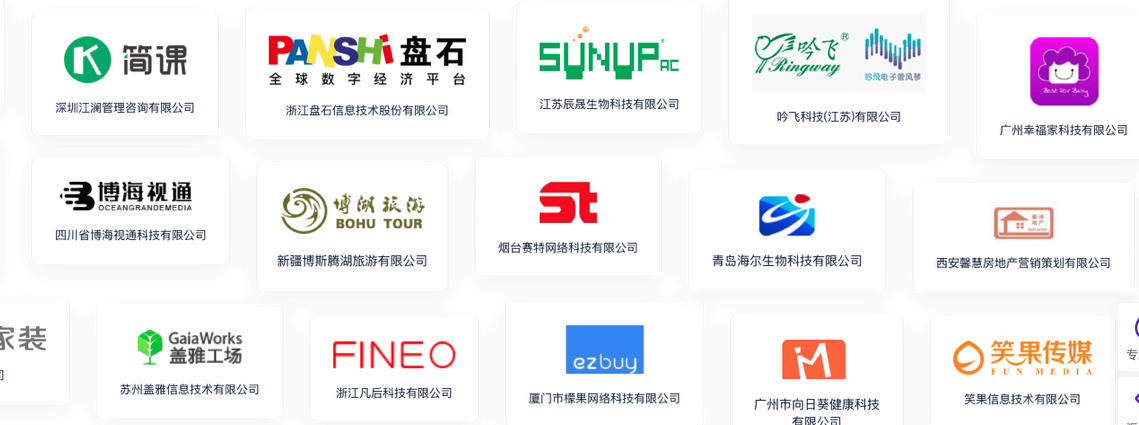 简课
深圳江澜管理咨询有限公司
PANSHI 盘石
全球数字经济平台
浙江盘石信息技术股份有限公司
SUNUP AC
江苏辰晟生物科技有限公司
吟飞®
Ringway
吟飛电子管风琴
吟飞科技(江苏)有限公司
Best For Baby
广州幸福家科技有限公司
博海视通
OCEANGRANDEMEDIA
四川省博海视通科技有限公司
博湖旅游
BOHU TOUR
新疆博斯腾湖旅游有限公司
st
烟台赛特网络科技有限公司
青岛海尔生物科技有限公司
西安馨慧房地产营销策划有限公司
家装
司
GaiaWorks
盖雅工场
苏州盖雅信息技术有限公司
FINEO
浙江凡后科技有限公司
ezbuy
厦门市檬果网络科技有限公司
广州市向日葵健康科技
有限公司
笑果传媒
FUN MEDIA
笑果信息技术有限公司
专